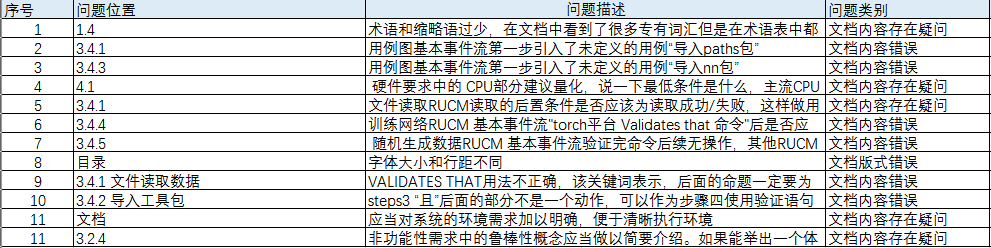 序号 问题位置 问题描述 问题类别
1 1.4 术语和缩略语过少，在文档中看到了很多专有词汇但是在术语表中都 文档内容存在疑问
2 3.4.1 用例图基本事件流第一步引入了未定义的用例“导入paths包” 文档内容错误
3 3.4.3 用例图基本事件流第一步引入了未定义的用例“导入nn包” 文档内容错误
4 4.1 硬件要求中的 CPU部分建议量化，说一下最低条件是什么，主流CPU 文档内容存在疑问
5 3.4.1 文件读取RUCM读取的后置条件是否应该为读取成功/失败，这样做用 文档内容存在疑问
6 3.4.4 训练网络RUCM 基本事件流"torch平台 Validates that 命令"后是否应 文档内容错误
7 3.4.5 随机生成数据RUCM 基本事件流验证完命令后续无操作，其他RUCM 文档内容错误
8 目录 字体大小和行距不同 文档版式错误
9 3.4.1 文件读取数据 VALIDATES THAT用法不正确，该关键词表示，后面的命题一定要为 文档内容错误
10 3.4.2 导入工具包 steps3 “且”后面的部分不是一个动作，可以作为步骤四使用验证语句 文档内容错误
11 文档 应当对系统的环境需求加以明确，便于清晰执行环境 文档内容存在疑问
11 3.2.4 非功能性需求中的鲁棒性概念应当做以简要介绍。如果能举出一个体 文档内容存在疑问